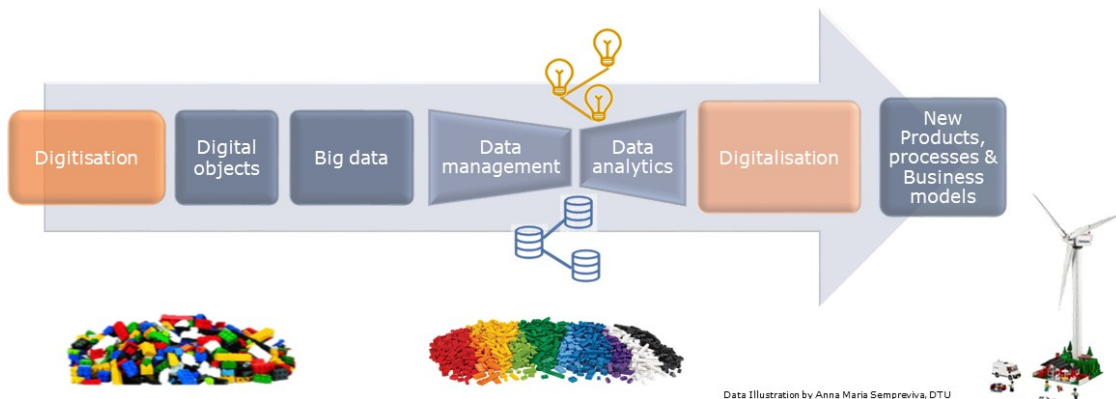 Digitisation
Digital
objects
Big data
Data
management
Data
analytics
Digitalisation
New
Products,
processes &
Business
models
Data Illustration by Anna Maria Sempreviva, DTU